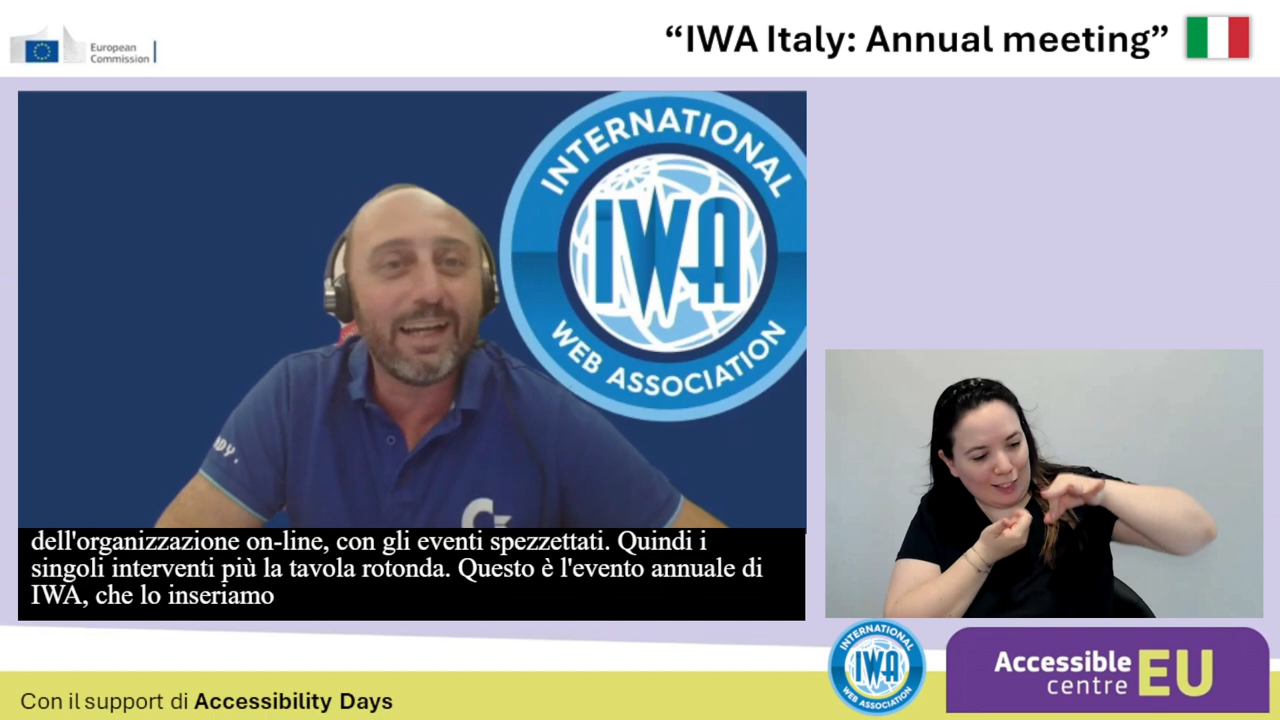 European
Commission
“IWA Italy: Annual meeting”
INTERNATIONAL
IWA
WEB ASSOCIATION
dell'organizzazione on-line, con gli eventi spezzettati. Quindi i
singoli interventi più la tavola rotonda. Questo è l'evento annuale di
IWA, che lo inseriamo
INTERNATIONAL
IWA
WEB ASSOCIATION
Accessible
centre
EU
Con il support di Accessibility Days